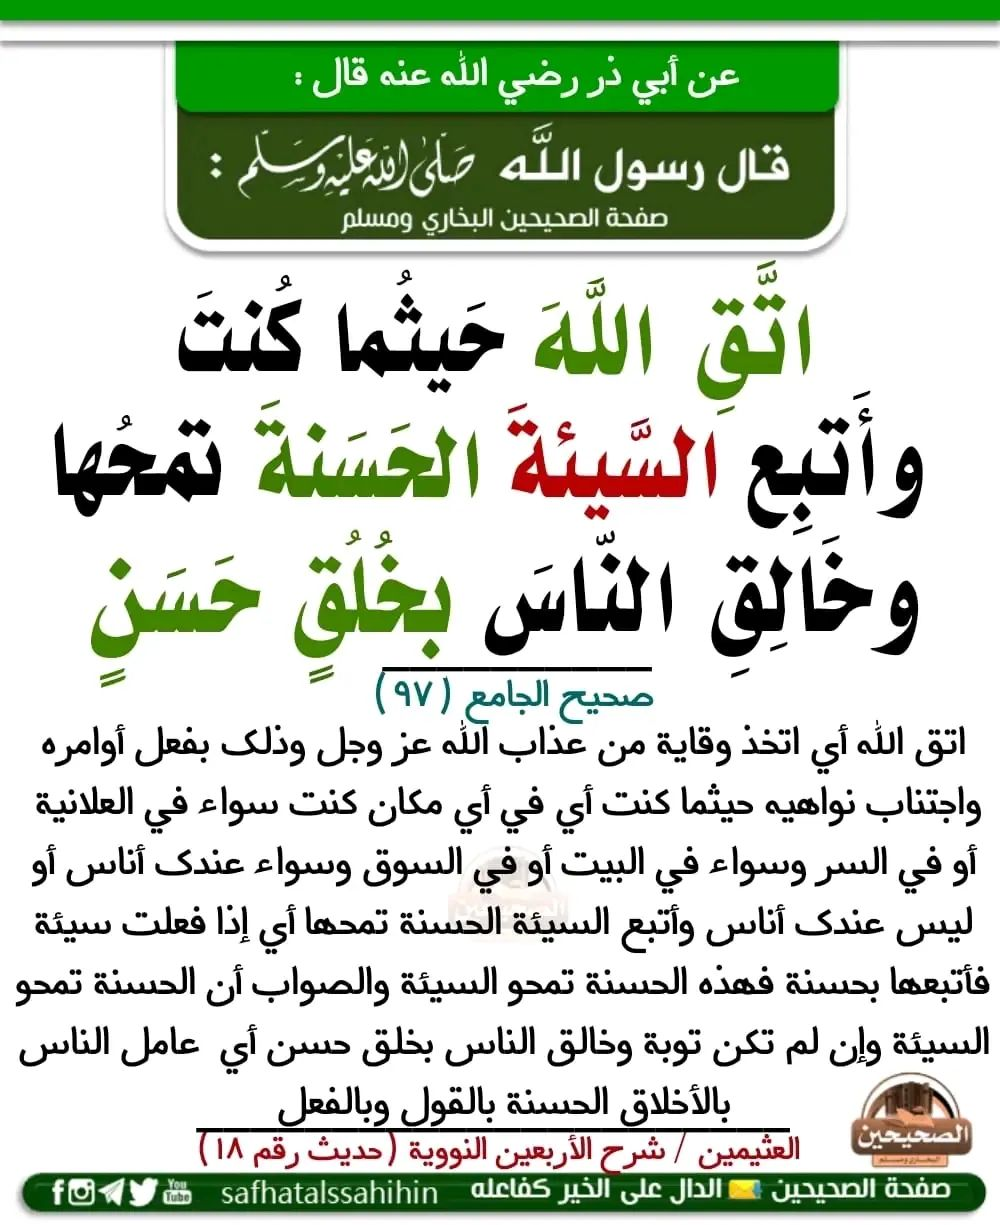 عن أبي ذر رضي الله عنه قال :
قال رسول اللَّه صلى الله عليه وسلم :
صفحة الصحيحين البخاري ومسلم
اتَّقِ اللَّهَ حَيثُما كُنتَ
وأَتبِع السَّيئةَ الحَسَنةَ تمحُها
وخَالِقِ النّاسَ بخُلُقٍ حَسَنٍ
صحيح الجامع (٩٧)
اتق الله أي اتخذ وقاية من عذاب الله عز وجل وذلك بفعل أوامره
واجتناب نواهيه حيثما كنت أي في أي مكان كنت سواء في العلانية
أو في السر وسواء في البيت أو في السوق وسواء عندك أناس أو
ليس عندك أناس وأتبع السيئة الحسنة تمحها أي إذا فعلت سيئة
فأتبعها بحسنة فهذه الحسنة تمحو السيئة والصواب أن الحسنة تمحو
السيئة وإن لم تكن توبة وخالق الناس بخلق حسن أي عامل الناس
بالأخلاق الحسنة بالقول وبالفعل
الصحيحين
البخاري ومسلم
العثيمين / شرح الأربعين النووية (حديث رقم ١٨)
صفحة الصحيحين الدال على الخير كفاعله safhatalssahihin You Tube